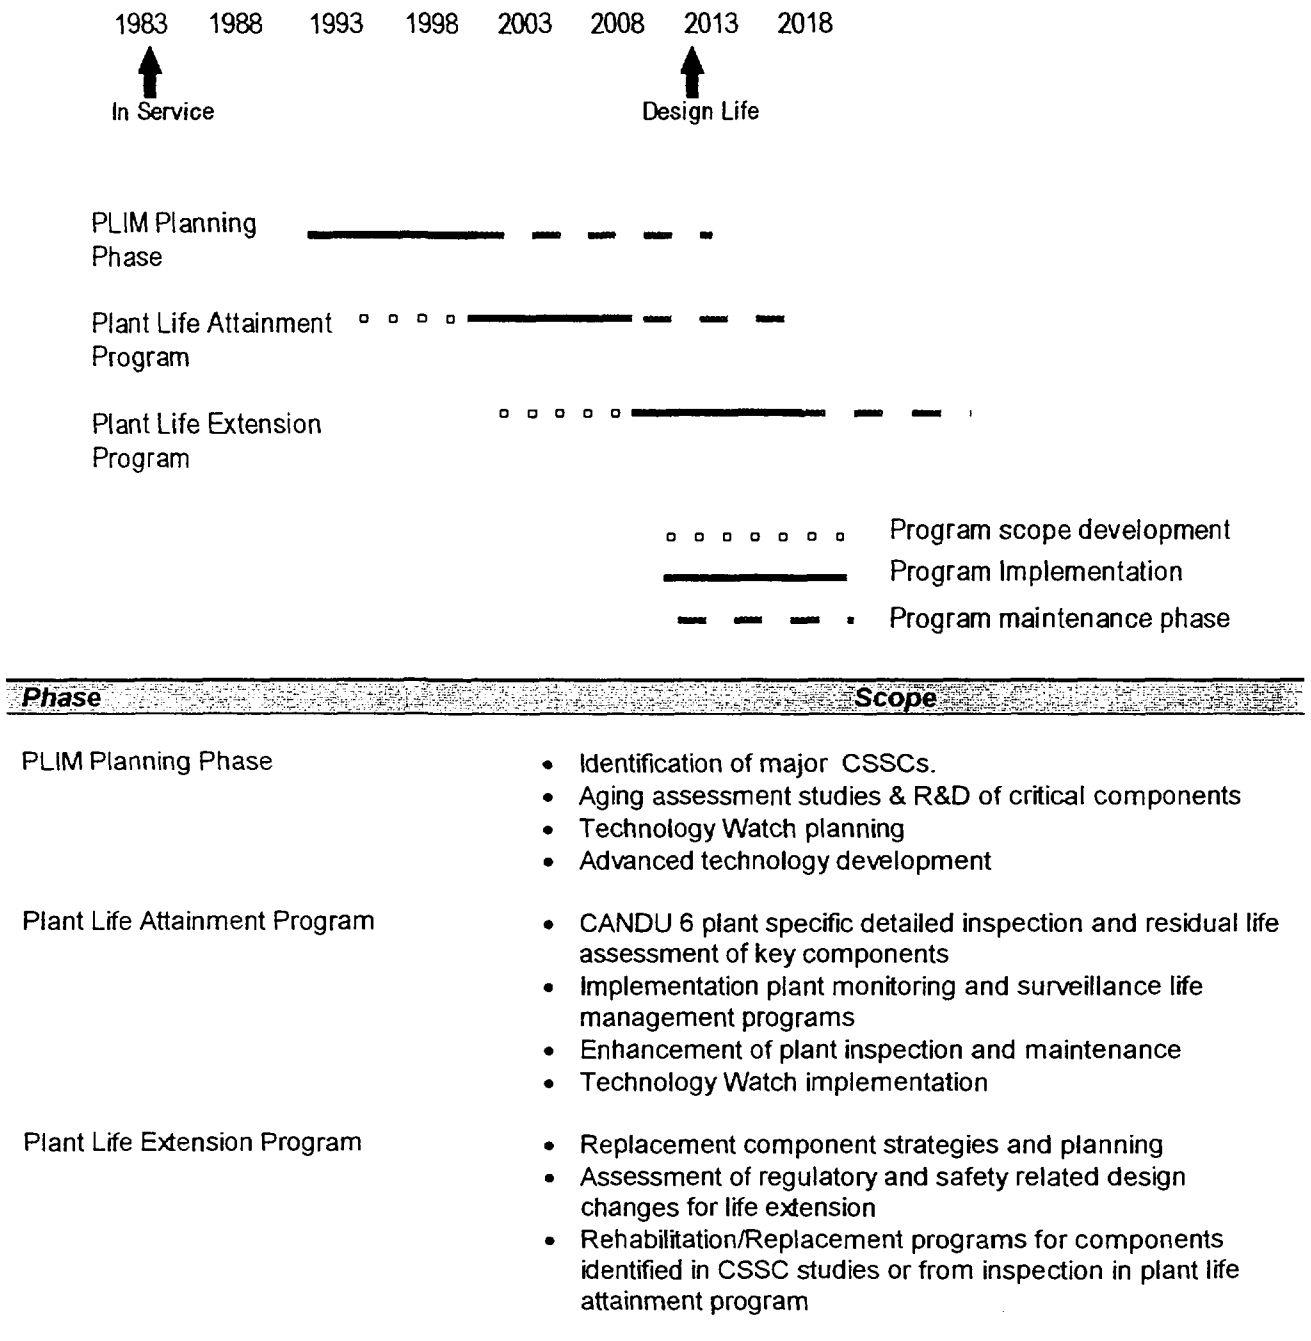 1983 1988 1993 1998 2003 2008 2013 2018
In Service Design Life
PLIM Planning
Phase
Plant Life Attainment
Program
Plant Life Extension
Program
Program scope development
Program Implementation
Program maintenance phase
Phase Scope
PLIM Planning Phase
• Identification of major CSSCs.
• Aging assessment studies & R&D of critical components
• Technology Watch planning
• Advanced technology development
Plant Life Attainment Program
• CANDU 6 plant specific detailed inspection and residual life
assessment of key components
• Implementation plant monitoring and surveillance life
management programs
• Enhancement of plant inspection and maintenance
• Technology Watch implementation
Plant Life Extension Program
• Replacement component strategies and planning
• Assessment of regulatory and safety related design
changes for life extension
• Rehabilitation/Replacement programs for components
identified in CSSC studies or from inspection in plant life
attainment program